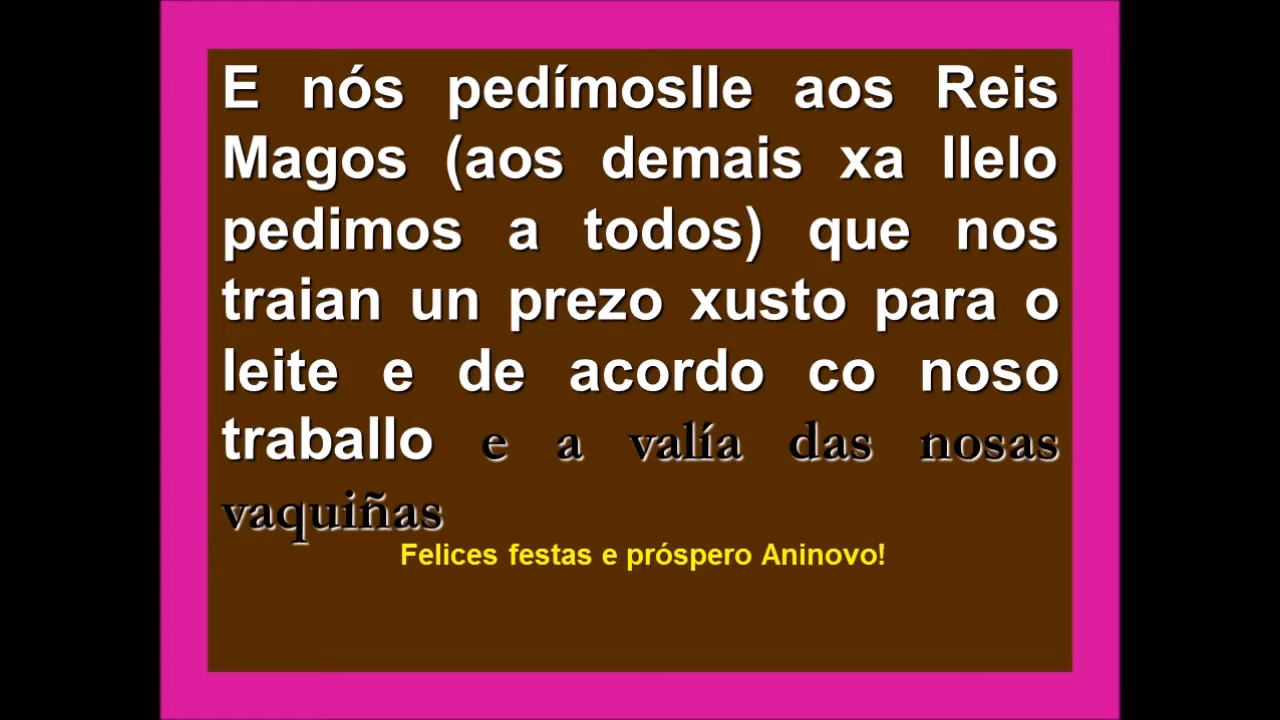 E nós pedímoslle aos Reis
Magos (aos demais xa llelo
pedimos a todos) que nos
traian un prezo xusto para o
leite e de acordo co noso
traballo e a valía das nosas
vaquiñas
Felices festas e próspero Aninovo!